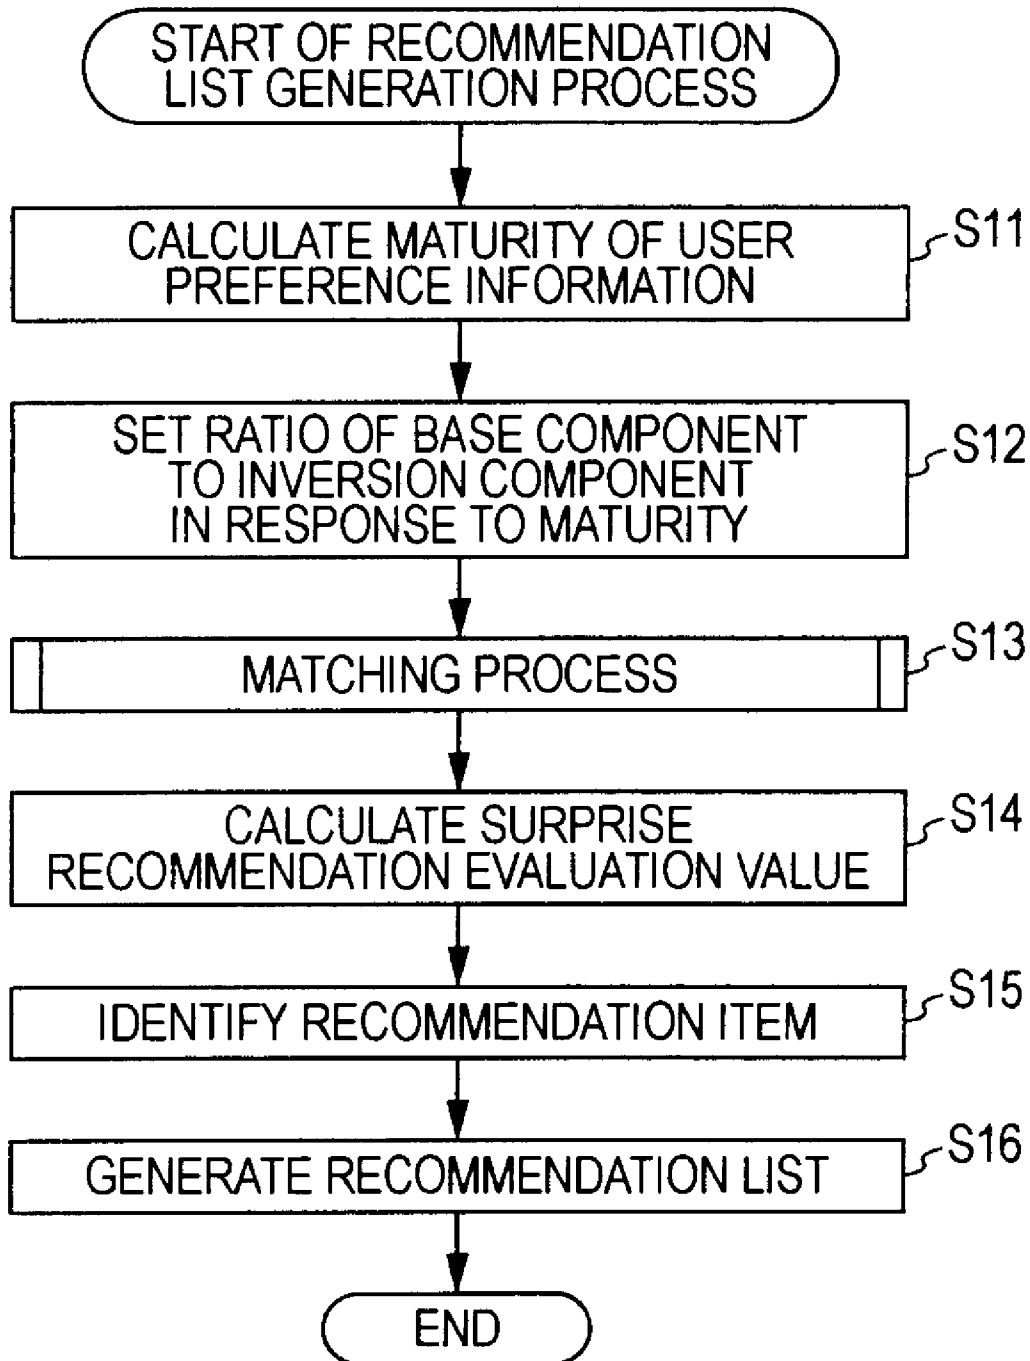 START OF RECOMMENDATION
LIST GENERATION PROCESS
CALCULATE MATURITY OF USER
PREFERENCE INFORMATION
S11
SET RATIO OF BASE COMPONENT
TO INVERSION COMPONENT
IN RESPONSE TO MATURITY
S12
MATCHING PROCESS
S13
CALCULATE SURPRISE
RECOMMENDATION EVALUATION VALUE
S14
IDENTIFY RECOMMENDATION ITEM
S15
GENERATE RECOMMENDATION LIST
S16
END